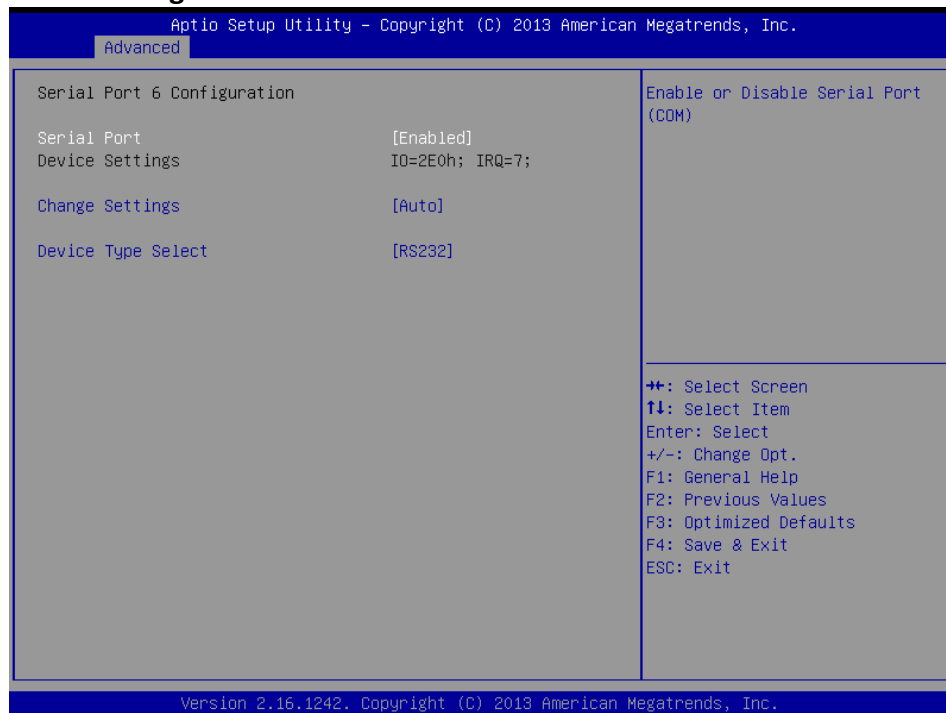 Aptio Setup Utility – Copyright (C) 2013 American Megatrends, Inc.
Advanced
Serial Port 6 Configuration
Serial Port [Enabled]
Device Settings IO=2E0h; IRQ=7;
Change Settings [Auto]
Device Type Select [RS232]
Enable or Disable Serial Port
(COM)
→←: Select Screen
↑↓: Select Item
Enter: Select
+/-: Change Opt.
F1: General Help
F2: Previous Values
F3: Optimized Defaults
F4: Save & Exit
ESC: Exit
Version 2.16.1242. Copyright (C) 2013 American Megatrends, Inc.